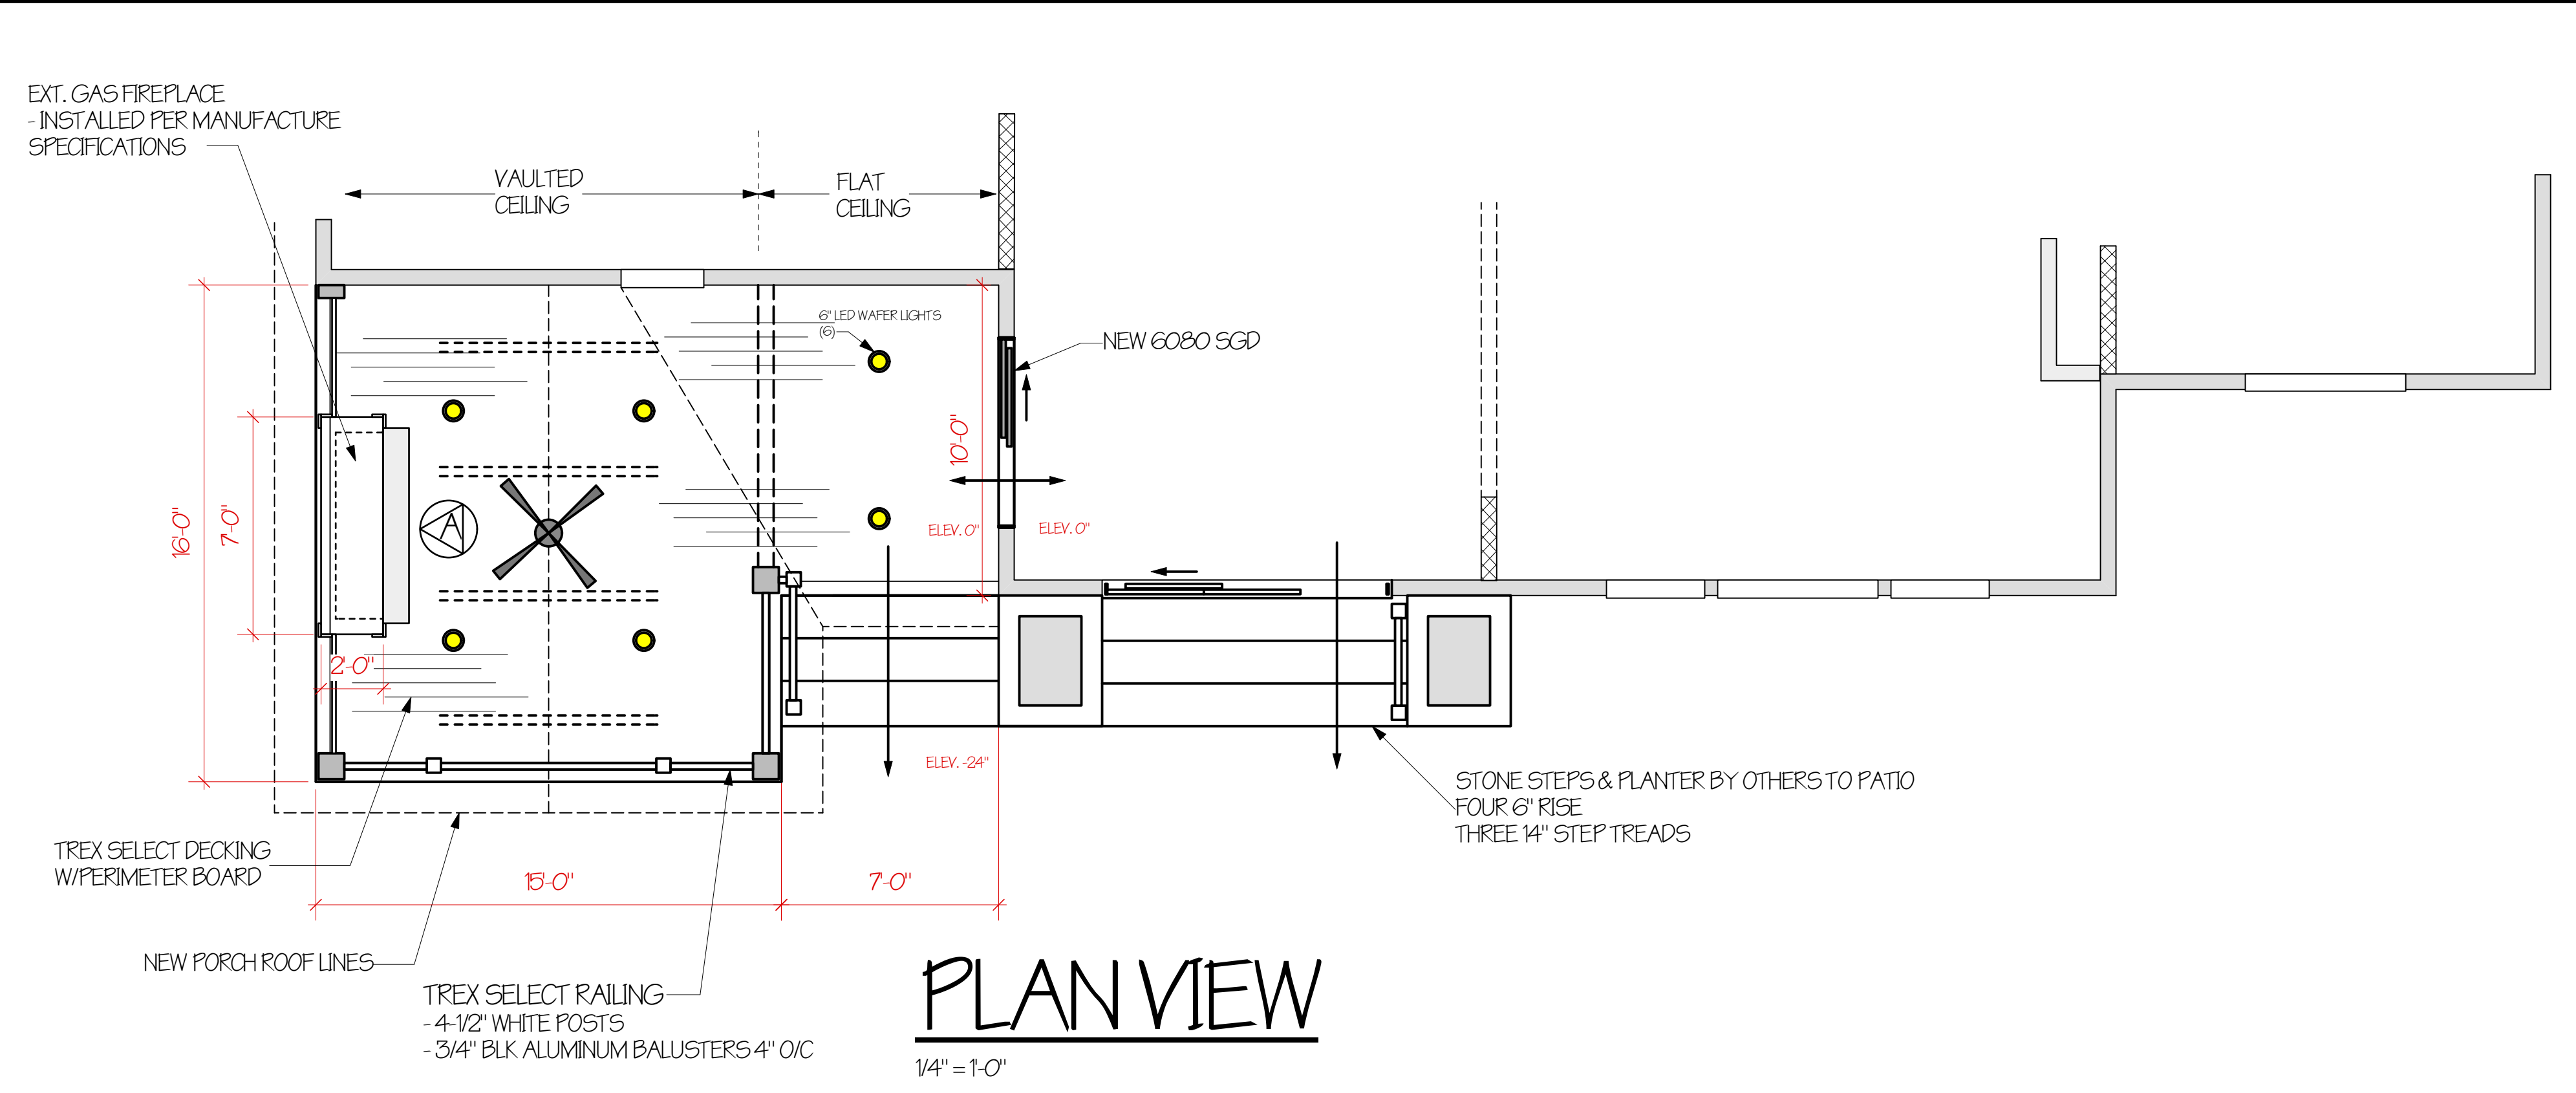 EXT. GAS FIREPLACE
- INSTALLED PER MANUFACTURE
SPECIFICATIONS
VAULTED
CEILING
FLAT
CEILING
6" LED WAFER LIGHTS
(6)
NEW 6080 SGD
10'-0"
16'-0"
7'-0"
A
ELEV. 0"
ELEV. 0"
2'-0"
ELEV. -24"
STONE STEPS & PLANTER BY OTHERS TO PATIO
FOUR 6" RISE
THREE 14" STEP TREADS
TREX SELECT DECKING
W/PERIMETER BOARD
15'-0"
7'-0"
NEW PORCH ROOF LINES
TREX SELECT RAILING
- 4-1/2" WHITE POSTS
- 3/4" BLK ALUMINUM BALUSTERS 4" O/C
PLAN VIEW
1/4" = 1'-0"